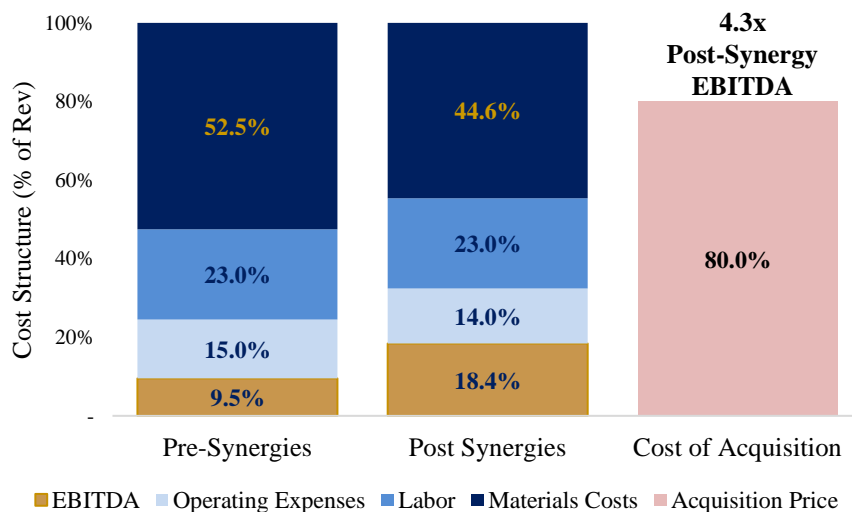 4.3x
Post-Synergy
EBITDA
Cost Structure (% of Rev)
100%
80%
60%
40%
20%
-
52.5%
23.0%
15.0%
9.5%
44.6%
23.0%
14.0%
18.4%
80.0%
Pre-Synergies
Post Synergies
Cost of Acquisition
EBITDA
Operating Expenses
Labor
Materials Costs
Acquisition Price